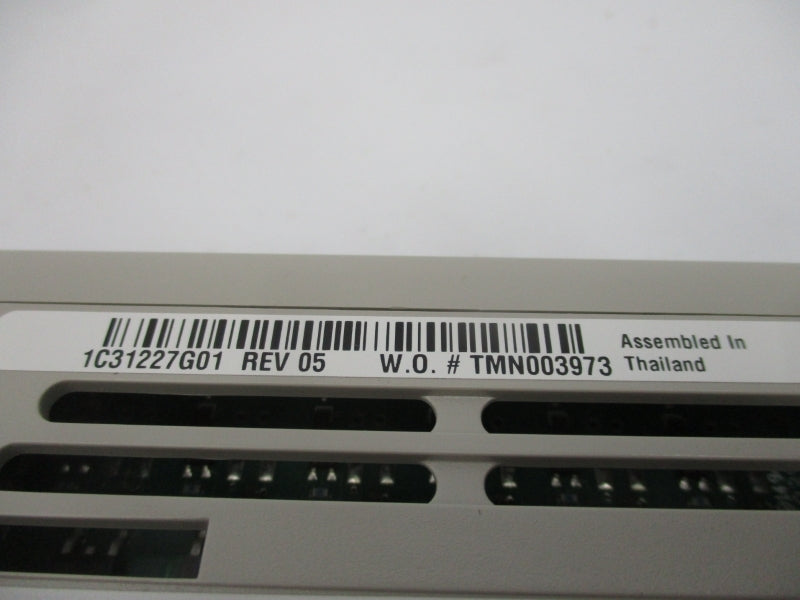 1C31227G01 REV 05 W.O. # TMN003973
Assembled In
Thailand